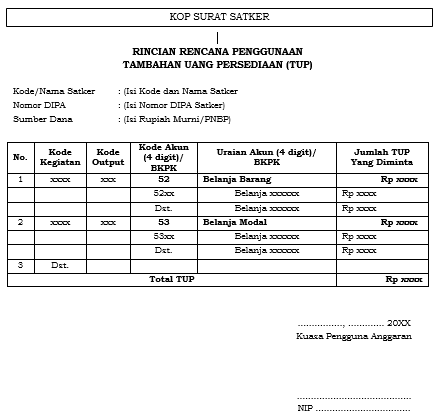 KOP SURAT SATKER
RINCIAN RENCANA PENGGUNAAN
TAMBAHAN UANG PERSEDIAAN (TUP)
Kode/Nama Satker : (Isi Kode dan Nama Satker
Nomor DIPA : (Isi Nomor DIPA Satker)
Sumber Dana : (Isi Rupiah Murni/PNBP)
No. Kode Kegiatan Kode Output Kode Akun (4 digit)/ BKPK Uraian Akun (4 digit)/ BKPK Jumlah TUP Yang Diminta
1 xxxx xxx 52 Belanja Barang Rp xxxx
52xx Belanja xxxxxx Rp xxxx
Dst. Belanja xxxxxx Rp xxxx
2 xxxx xxx 53 Belanja Modal Rp xxxx
53xx Belanja xxxxxx Rp xxxx
Dst. Belanja xxxxxx Rp xxxx
3 Dst.
Total TUP Rp xxxx
................, ............. 20XX
Kuasa Pengguna Anggaran
.........................................
NIP ..................................